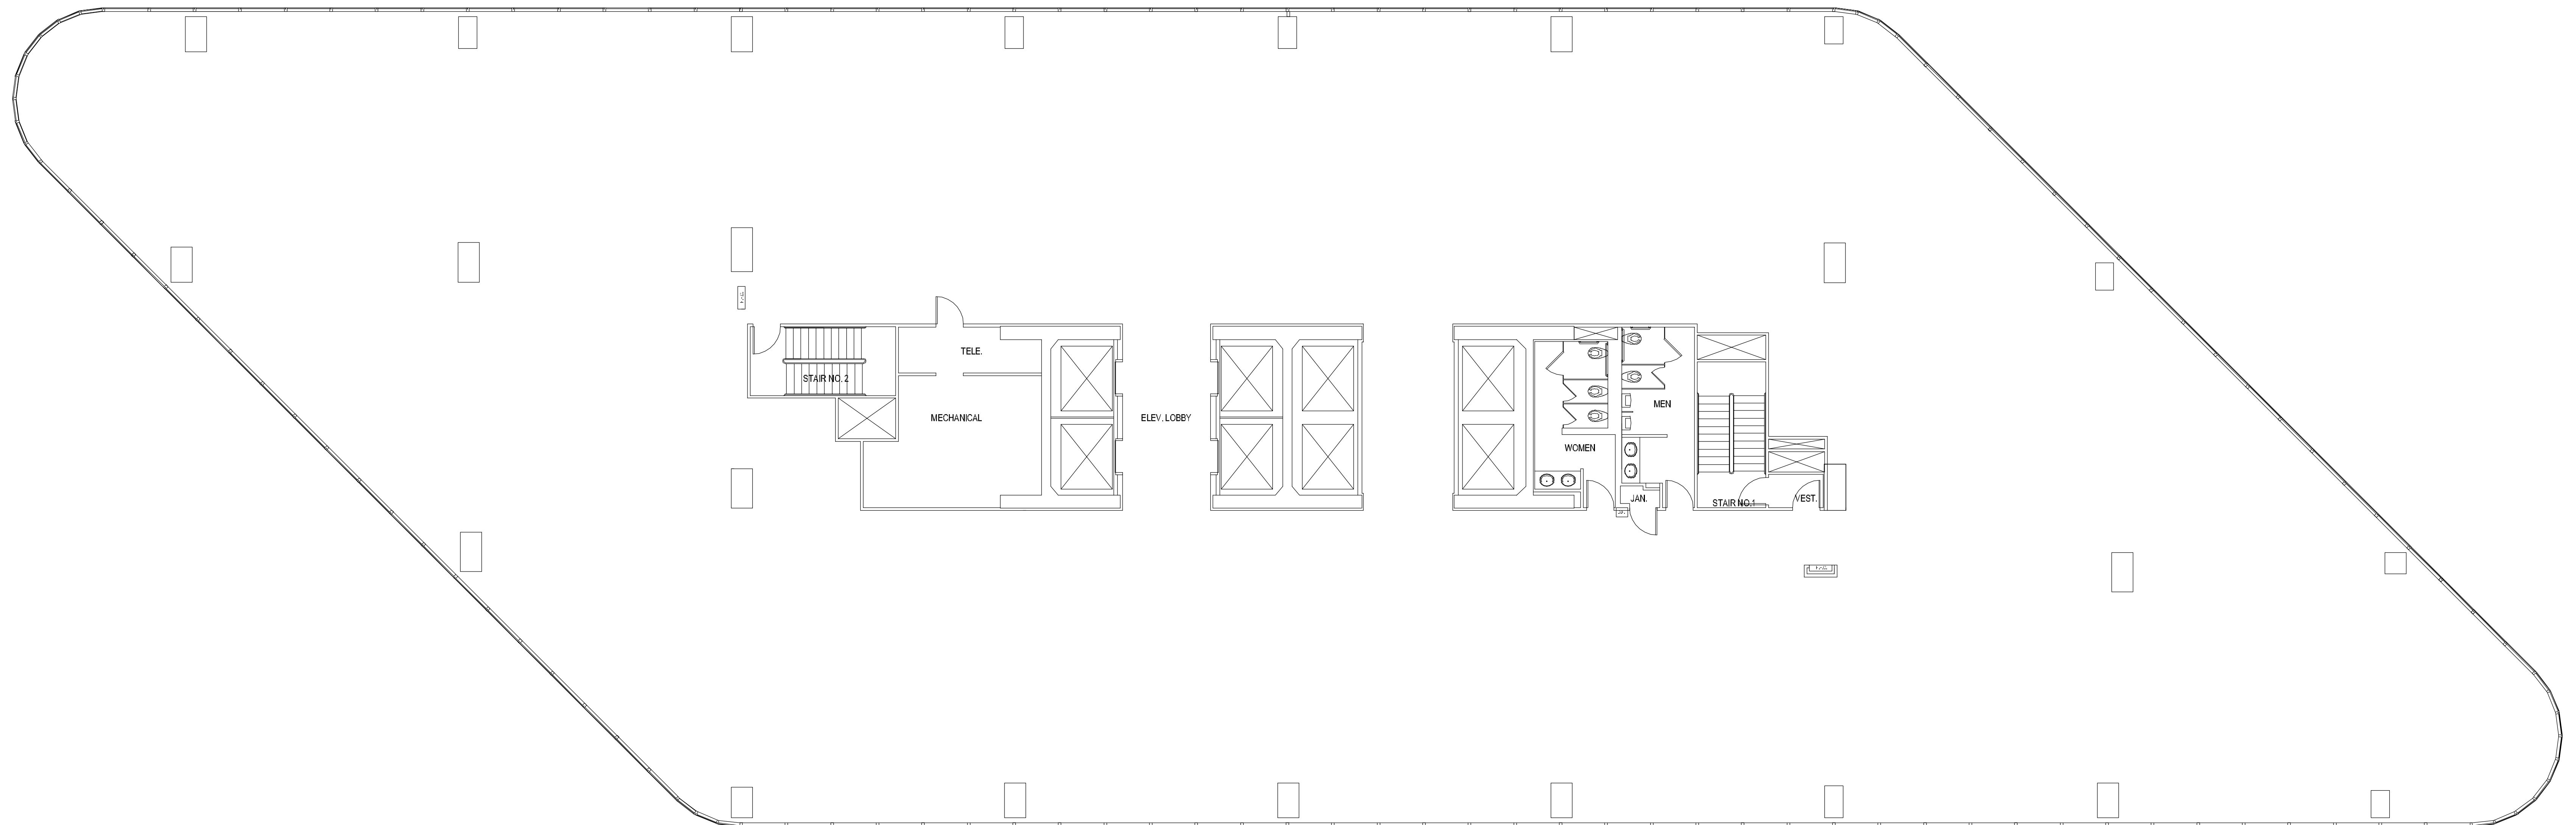 TELE.
STAIR NO. 2
MECHANICAL
ELEV. LOBBY
MEN
WOMEN
JAN.
STAIR NO.1
VEST.